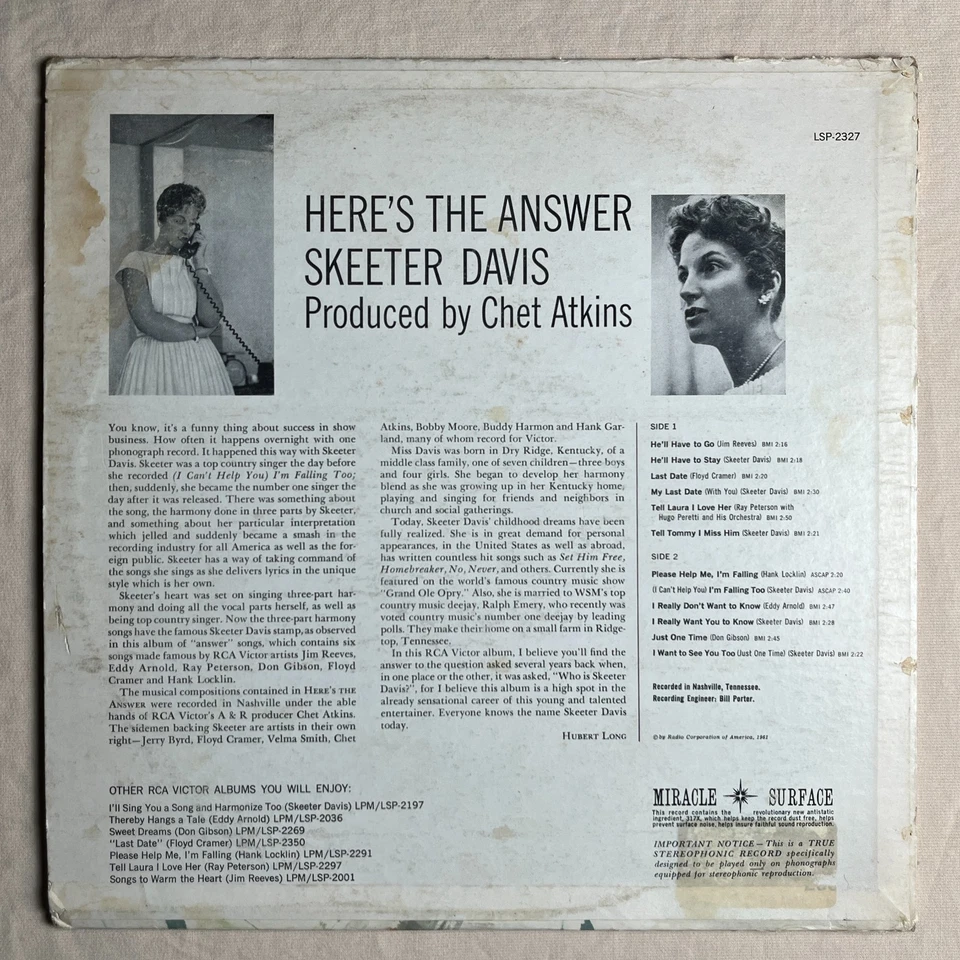 LSP-2327
HERE'S THE ANSWER
SKEETER DAVIS
Produced by Chet Atkins
You know, it's a funny thing about success in show
business. How often it happens overnight with one
phonograph record. It happened this way with Skeeter
Davis. Skeeter was a top country singer the day before
she recorded (I Can't Help You) I'm Falling Too;
then, suddenly, she became the number one singer the
day after it was released. There was something about
the song, the harmony done in three parts by Skeeter,
and something about her particular interpretation
which jelled and suddenly became a smash in the
recording industry for all America as well as the for-
eign public. Skeeter has a way of taking command of
the songs she sings as she delivers lyrics in the unique
style which is her own.
Skeeter's heart was set on singing three-part har-
mony and doing all the vocal parts herself, as well as
being top country singer. Now the three-part harmony
songs have the famous Skeeter Davis stamp, as observed
in this album of "answer" songs, which contains six
songs made famous by RCA Victor artists Jim Reeves,
Eddy Arnold, Ray Peterson, Don Gibson, Floyd
Cramer and Hank Locklin.
The musical compositions contained in HERE'S THE
ANSWER were recorded in Nashville under the able
hands of RCA Victor's A & R producer Chet Atkins.
The sidemen backing Skeeter are artists in their own
right—Jerry Byrd, Floyd Cramer, Velma Smith, Chet
Atkins, Bobby Moore, Buddy Harmon and Hank Gar-
land, many of whom record for Victor.
Miss Davis was born in Dry Ridge, Kentucky, of a
middle class family, one of seven children—three boys
and four girls. She began to develop her harmony
blend as she was growing up in her Kentucky home,
playing and singing for friends and neighbors in
church and social gatherings.
Today, Skeeter Davis' childhood dreams have been
fully realized. She is in great demand for personal
appearances, in the United States as well as abroad,
has written countless hit songs such as Set Him Free,
Homebreaker, No, Never, and others. Currently she is
featured on the world's famous country music show
"Grand Ole Opry." Also, she is married to WSM's top
country music deejay, Ralph Emery, who recently was
voted country music's number one deejay by leading
polls. They make their home on a small farm in Ridge-
top, Tennessee.
In this RCA Victor album, I believe you'll find the
answer to the question asked several years back when,
in one place or the other, it was asked, "Who is Skeeter
Davis?", for I believe this album is a high spot in the
already sensational career of this young and talented
entertainer. Everyone knows the name Skeeter Davis
today.
HUBERT LONG
SIDE 1
He'll Have to Go (Jim Reeves) BMI 2:16
He'll Have to Stay (Skeeter Davis) BMI 2:18
Last Date (Floyd Cramer) BMI 2:20
My Last Date (With You) (Skeeter Davis) BMI 2:30
Tell Laura I Love Her (Ray Peterson with
Hugo Peretti and His Orchestra) BMI 2:50
Tell Tommy I Miss Him (Skeeter Davis) BMI 2:21
SIDE 2
Please Help Me, I'm Falling (Hank Locklin) ASCAP 2:20
(I Can't Help You) I'm Falling Too (Skeeter Davis) ASCAP 2:40
I Really Don't Want to Know (Eddy Arnold) BMI 2:47
I Really Want You to Know (Skeeter Davis) BMI 2:28
Just One Time (Don Gibson) BMI 2:45
I Want to See You Too (Just One Time) (Skeeter Davis) BMI 2:22
Recorded in Nashville, Tennessee.
Recording Engineer: Bill Porter.
© by Radio Corporation of America, 1961
OTHER RCA VICTOR ALBUMS YOU WILL ENJOY:
I'll Sing You a Song and Harmonize Too (Skeeter Davis) LPM/LSP-2197
Thereby Hangs a Tale (Eddy Arnold) LPM/LSP-2036
Sweet Dreams (Don Gibson) LPM/LSP-2269
"Last Date" (Floyd Cramer) LPM/LSP-2350
Please Help Me, I'm Falling (Hank Locklin) LPM/LSP-2291
Tell Laura I Love Her (Ray Peterson) LPM/LSP-2297
Songs to Warm the Heart (Jim Reeves) LPM/LSP-2001
MIRACLE SURFACE
This record contains the revolutionary new antistatic
ingredient, 317X, which helps keep the record dust free, helps
prevent surface noise, helps insure faithful sound reproduction.
IMPORTANT NOTICE—This is a TRUE
STEREOPHONIC RECORD specifically
designed to be played only on phonographs
equipped for stereophonic reproduction.